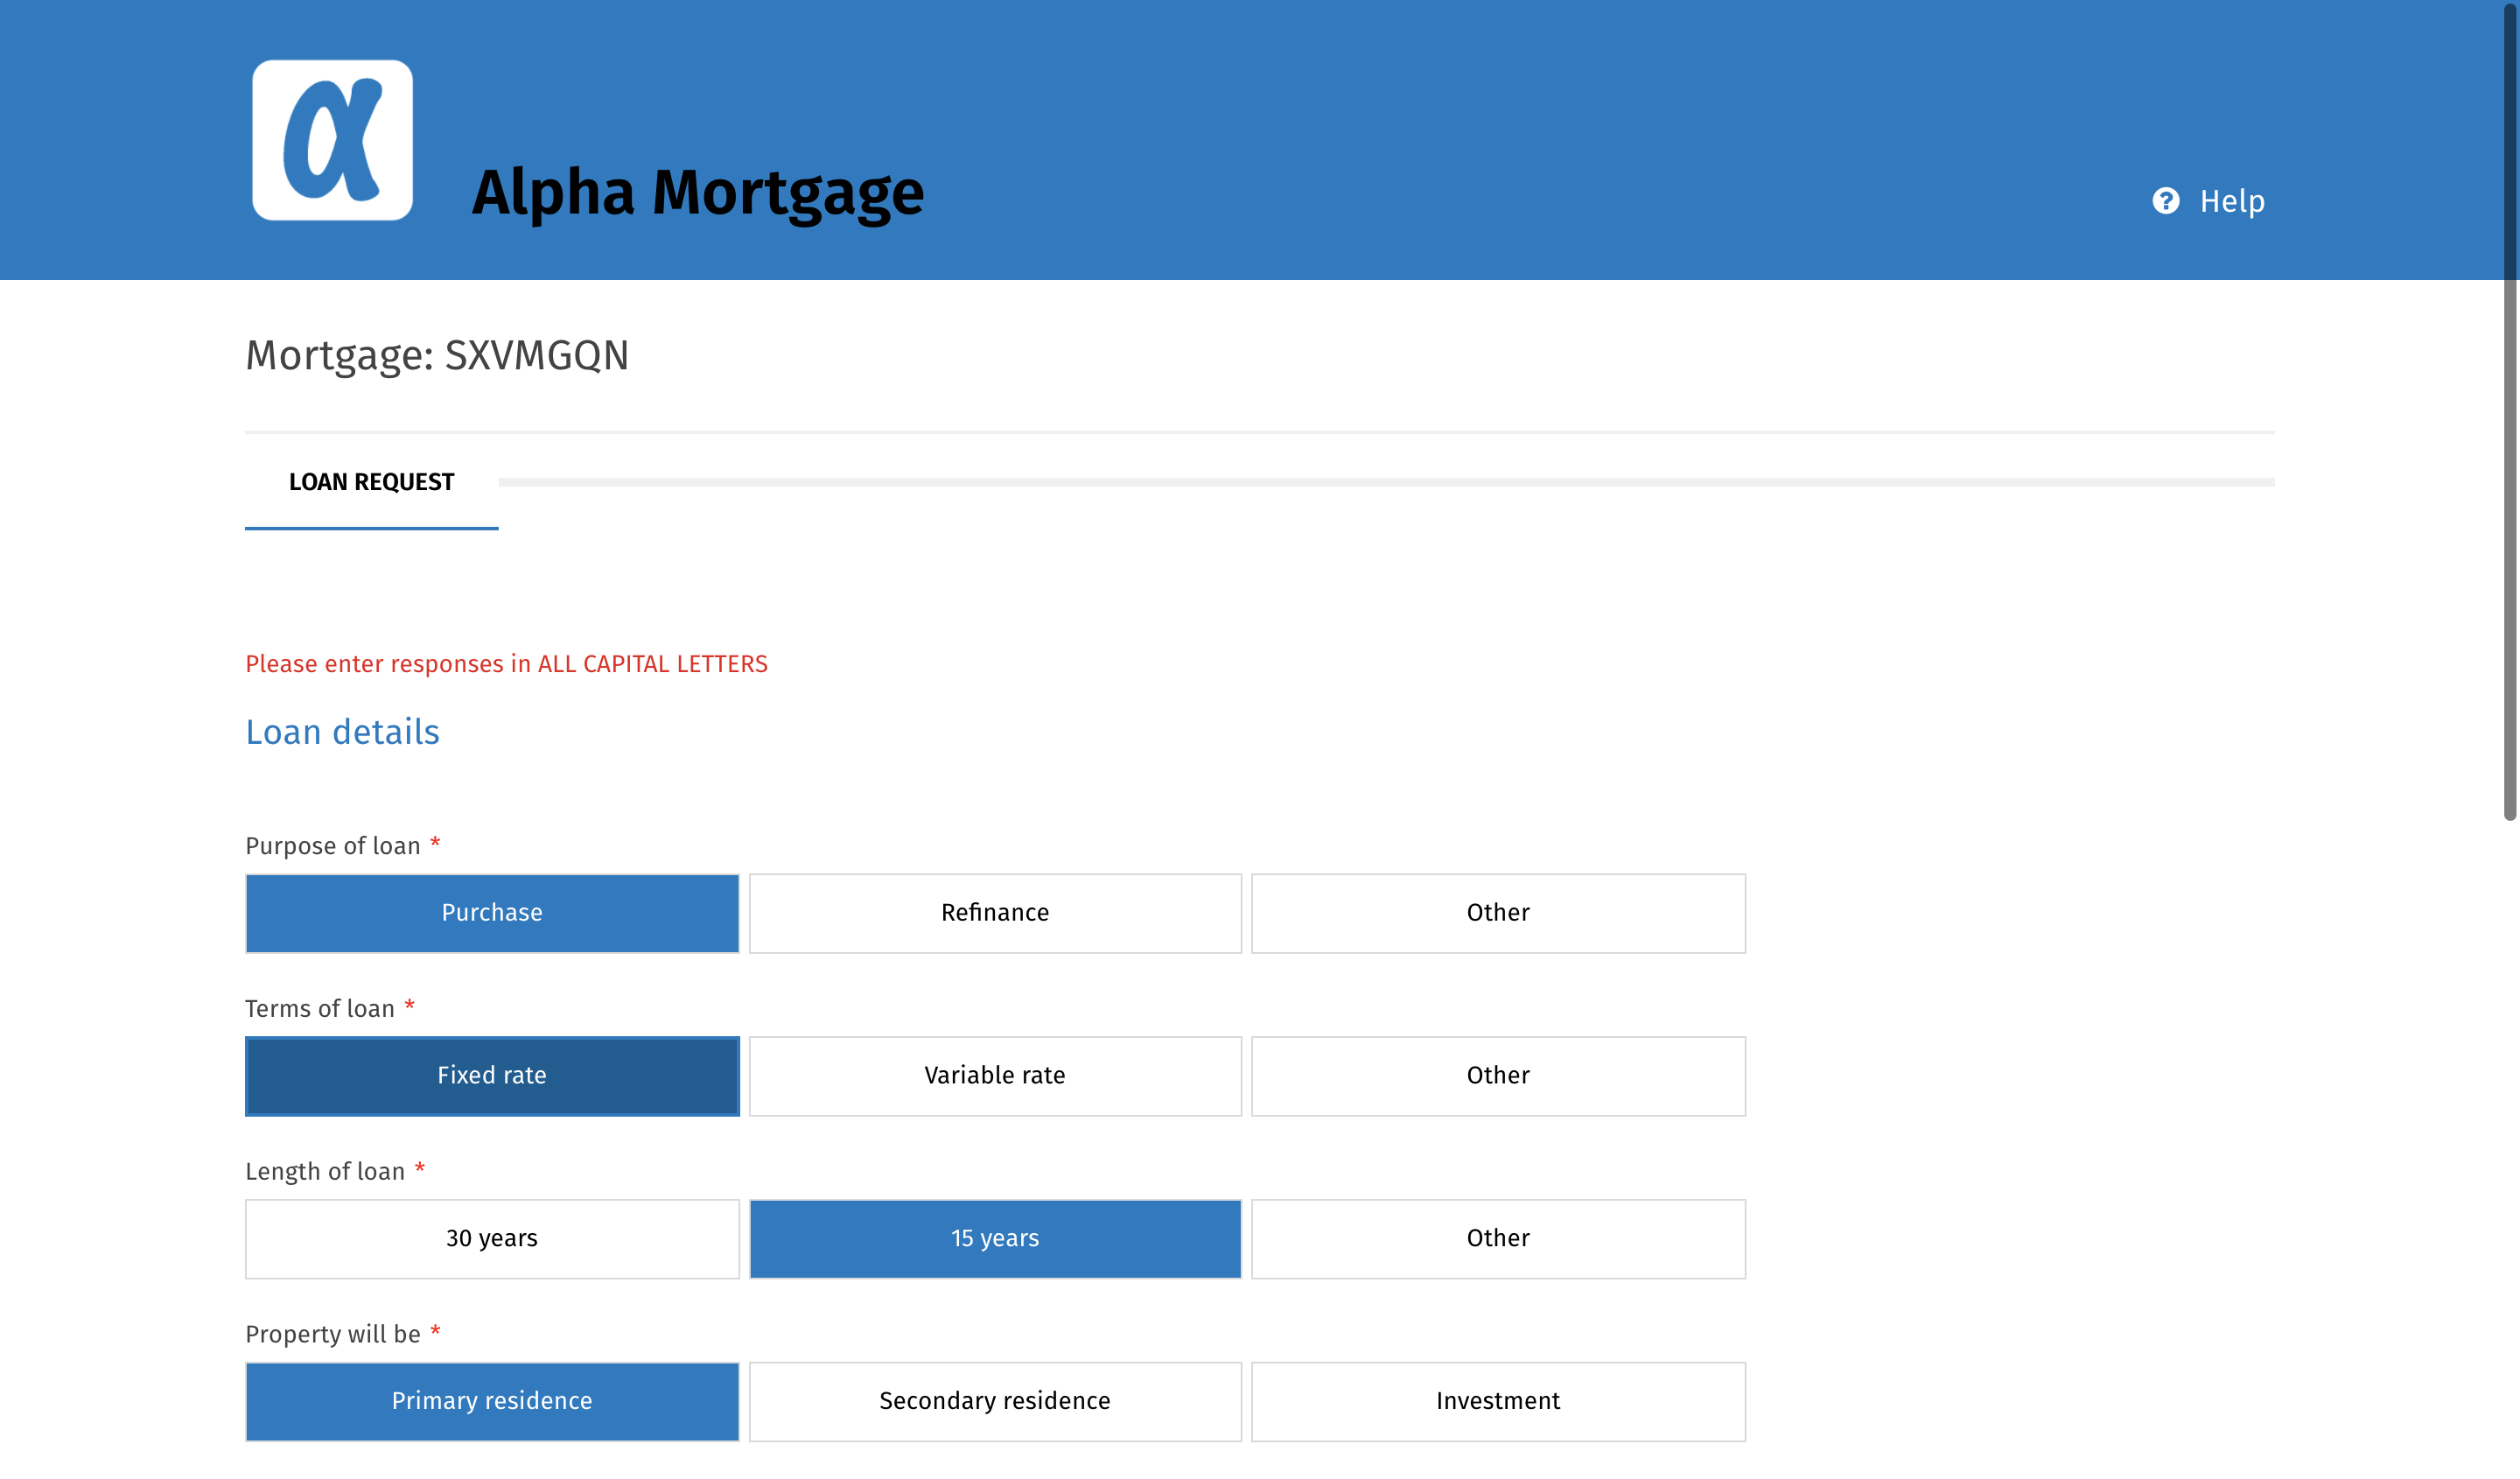 α
Alpha Mortgage
Help
Mortgage: SXVMGQN
LOAN REQUEST
Please enter responses in ALL CAPITAL LETTERS
Loan details
Purpose of loan *
Purchase Refinance Other
Terms of loan *
Fixed rate Variable rate Other
Length of loan *
30 years 15 years Other
Property will be *
Primary residence Secondary residence Investment